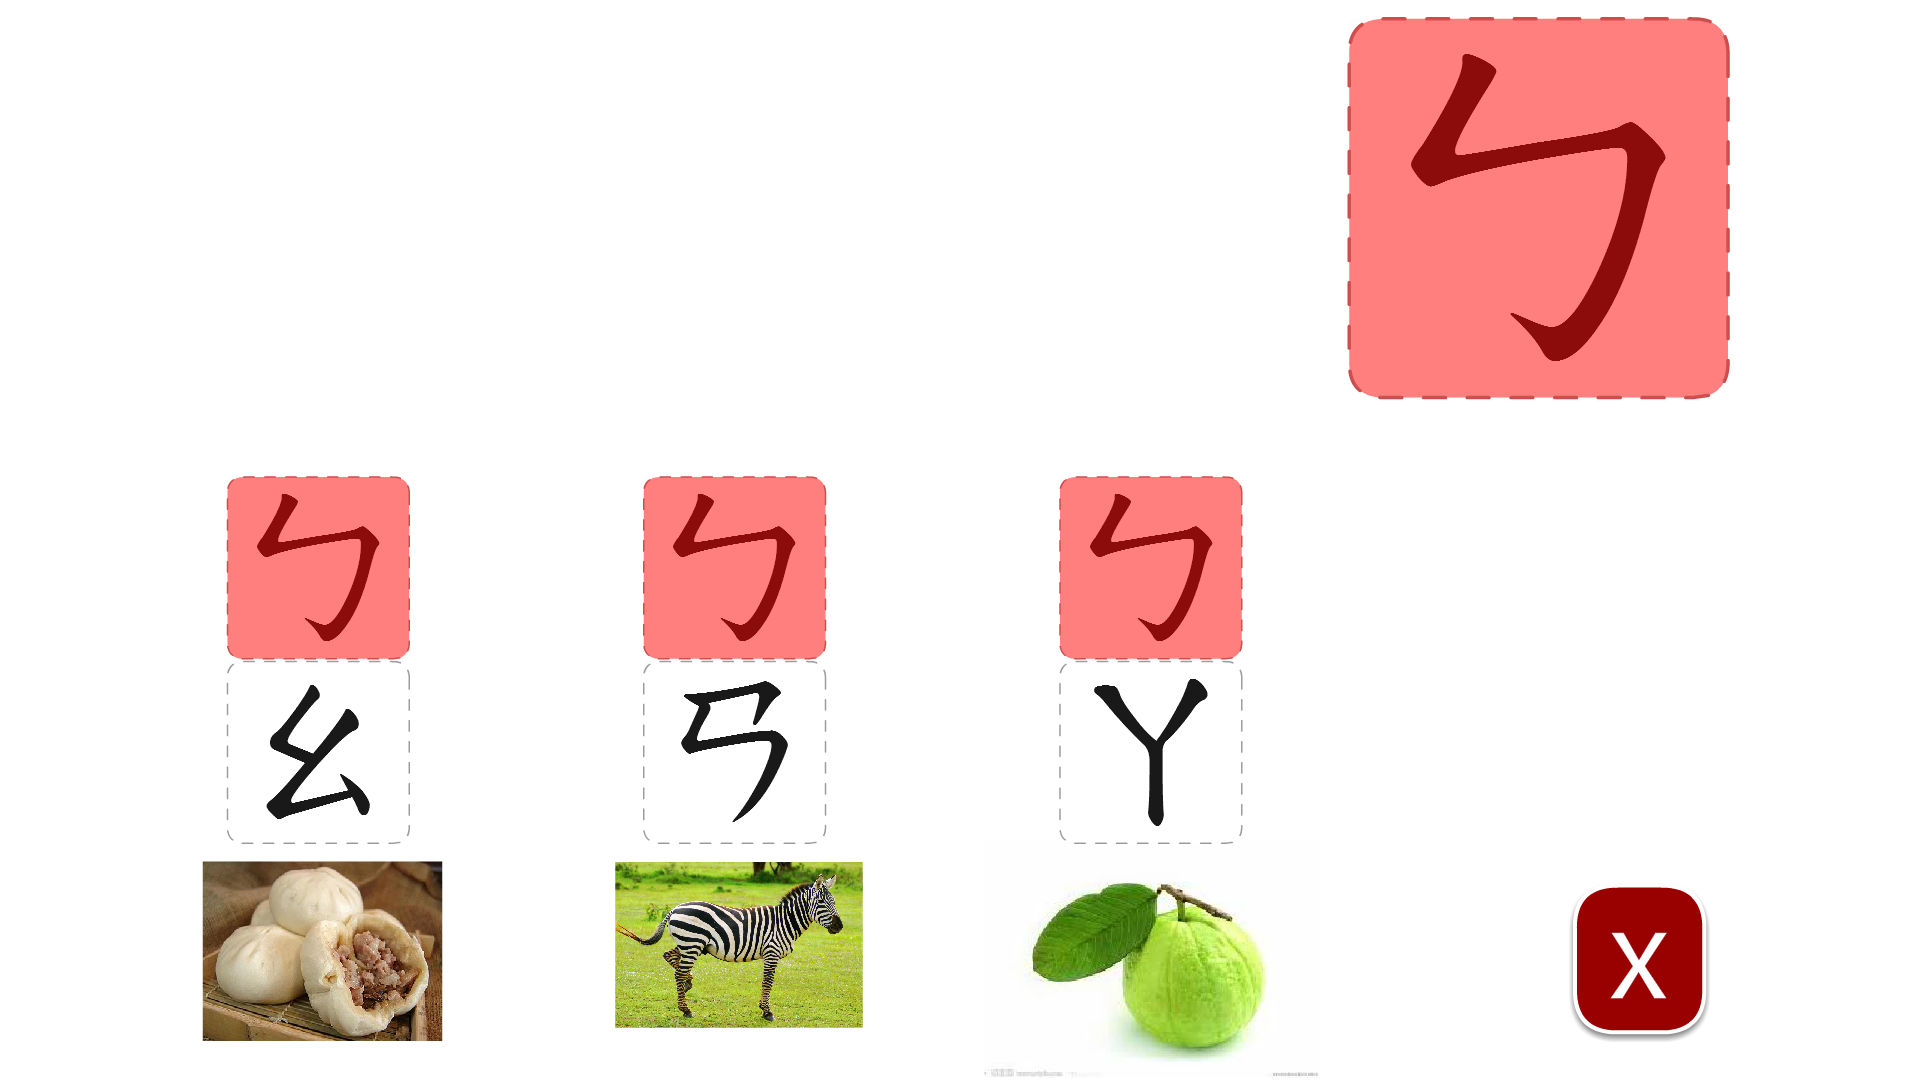 ㄅ
ㄅ ㄅ ㄅ
ㄠ ㄢ ㄚ
X